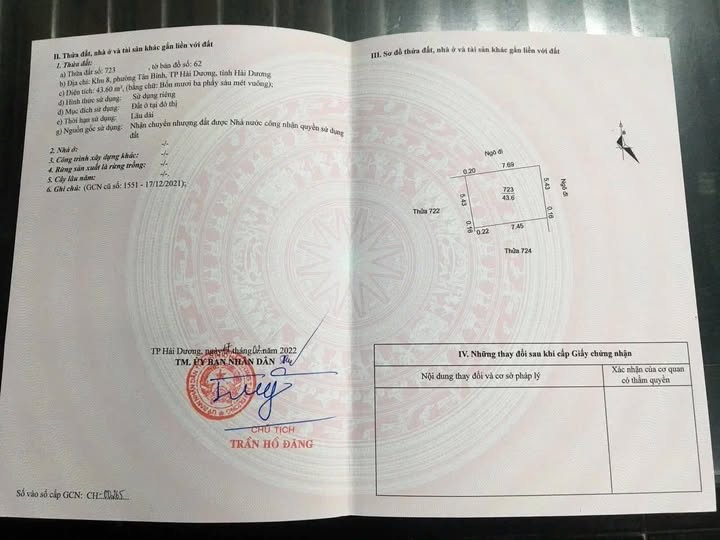 II. Thửa đất, nhà ở và tài sản khác gắn liền với đất
1. Thửa đất:
a) Thửa đất số: 723 , tờ bản đồ số: 62
b) Địa chỉ: Khu 8, phường Tân Bình, TP Hải Dương, tỉnh Hải Dương
c) Diện tích: 43.60 m², (bằng chữ: Bốn mươi ba phẩy sáu mét vuông);
d) Hình thức sử dụng: Sử dụng riêng
đ) Mục đích sử dụng: Đất ở tại đô thị
e) Thời hạn sử dụng: Lâu dài
g) Nguồn gốc sử dụng: Nhận chuyển nhượng đất được Nhà nước công nhận quyền sử dụng
đất
2. Nhà ở: -/-
3. Công trình xây dựng khác: -/-
4. Rừng sản xuất là rừng trồng: -/-
5. Cây lâu năm: -/-
6. Ghi chú: (GCN cũ số: 1551 - 17/12/2021);
TP Hải Dương, ngày tháng 02 năm 2022
TM. ỦY BAN NHÂN DÂN
CHỦ TỊCH
TRẦN HỒ ĐĂNG
Số vào sổ cấp GCN: CH
III. Sơ đồ thửa đất, nhà ở và tài sản khác gắn liền với đất
Ngõ đi
0.20 7.69
5.43 723 5.43 Ngõ đi
43.6
Thửa 722
0.16 0.16
0.22 7.45
Thửa 724
IV. Những thay đổi sau khi cấp Giấy chứng nhận
Nội dung thay đổi và cơ sở pháp lý
Xác nhận của cơ quan
có thẩm quyền